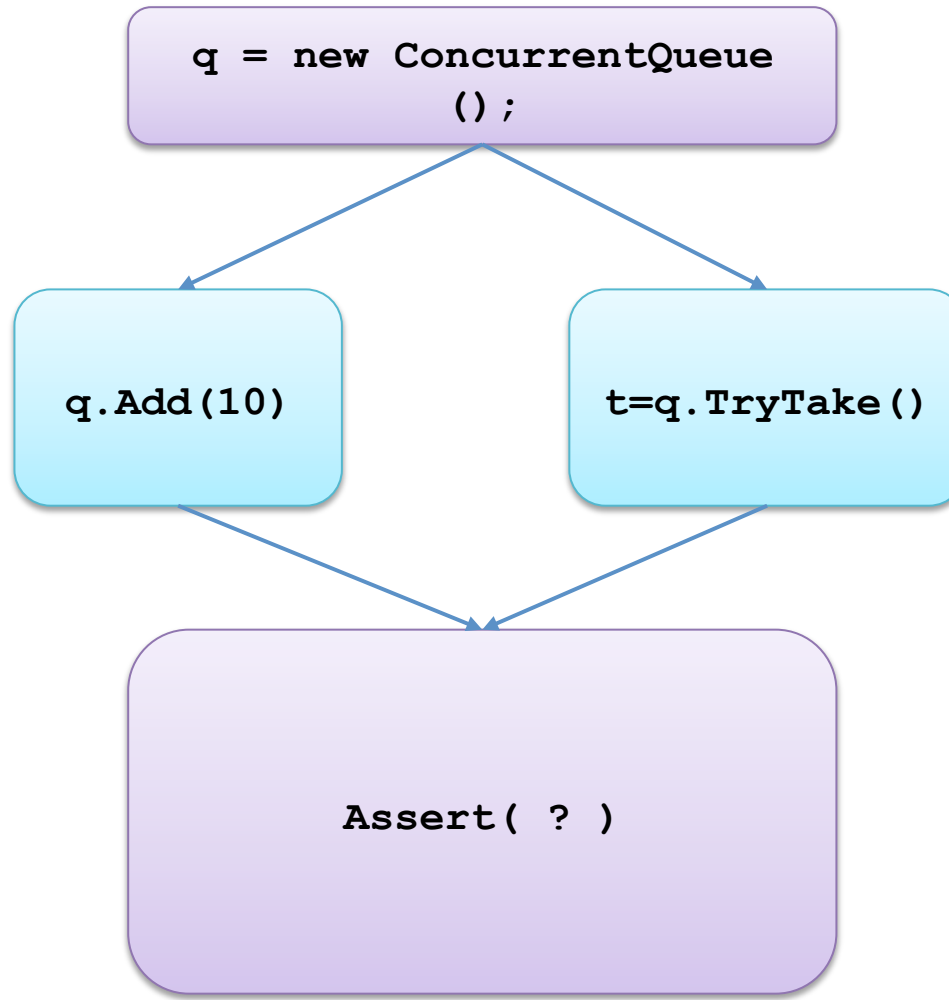 q = new ConcurrentQueue
();
q.Add(10)
t=q.TryTake()
Assert( ? )